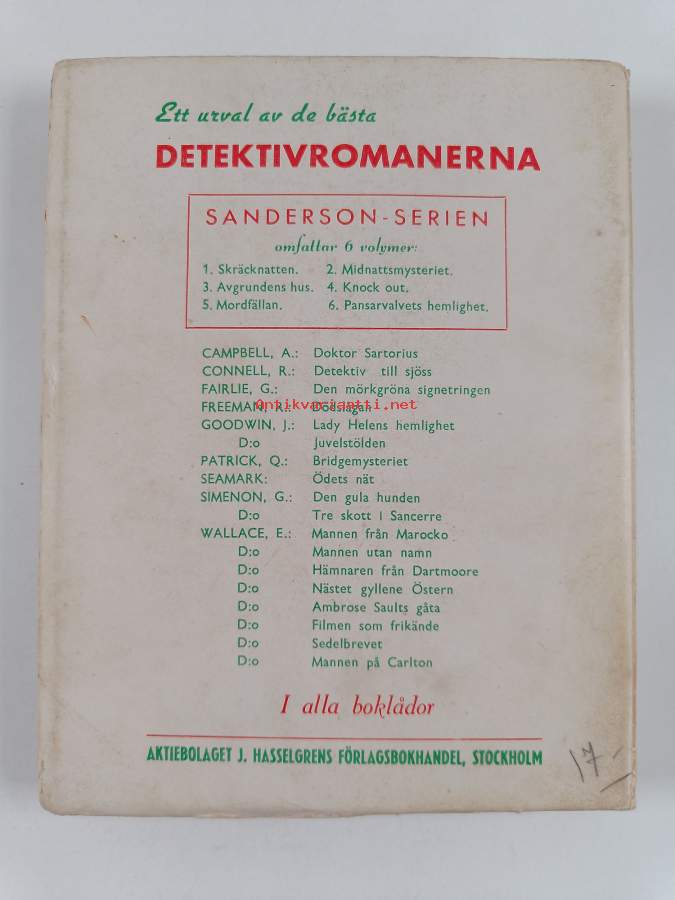 Ett urval av de bästa
DETEKTIVROMANERNA
SANDERSON-SERIEN
omfattar 6 volymer:
1. Skräcknatten. 2. Midnattsmysteriet.
3. Avgrundens hus. 4. Knock out.
5. Mordfällan. 6. Pansarvalvets hemlighet.
CAMPBELL, A.: Doktor Sartorius
CONNELL, R.: Detektiv till sjöss
FAIRLIE, G.: Den mörkgröna signetringen
Antikvariaatti.net
FREEMAN, R.: Dödslågan
GOODWIN, J.: Lady Helens hemlighet
D:o Juvelstölden
PATRICK, Q.: Bridgemysteriet
SEAMARK: Ödets nät
SIMENON, G.: Den gula hunden
D:o Tre skott i Sancerre
WALLACE, E.: Mannen från Marocko
D:o Mannen utan namn
D:o Hämnaren från Dartmoore
D:o Nästet gyllene Östern
D:o Ambrose Saults gåta
D:o Filmen som frikände
D:o Sedelbrevet
D:o Mannen på Carlton
I alla boklådor
AKTIEBOLAGET J. HASSELGRENS FÖRLAGSBOKHANDEL, STOCKHOLM
17-